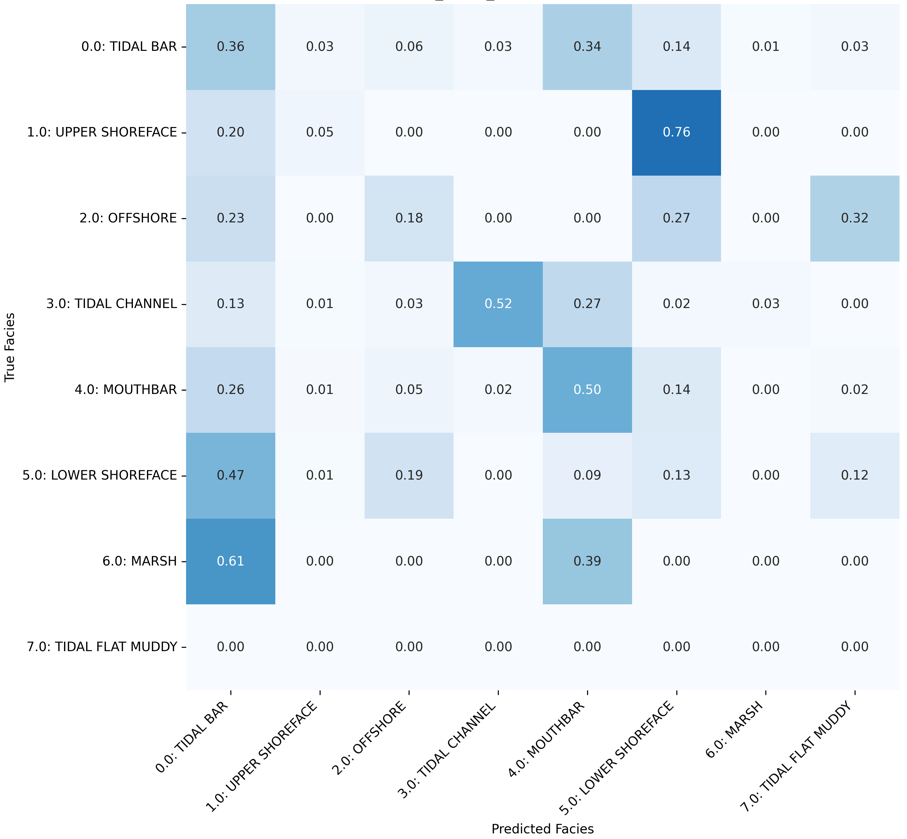 0.0: TIDAL BAR 0.36 0.03 0.06 0.03 0.34 0.14 0.01 0.03
1.0: UPPER SHOREFACE 0.20 0.05 0.00 0.00 0.00 0.76 0.00 0.00
2.0: OFFSHORE 0.23 0.00 0.18 0.00 0.00 0.27 0.00 0.32
3.0: TIDAL CHANNEL 0.13 0.01 0.03 0.52 0.27 0.02 0.03 0.00
4.0: MOUTHBAR 0.26 0.01 0.05 0.02 0.50 0.14 0.00 0.02
5.0: LOWER SHOREFACE 0.47 0.01 0.19 0.00 0.09 0.13 0.00 0.12
6.0: MARSH 0.61 0.00 0.00 0.00 0.39 0.00 0.00 0.00
7.0: TIDAL FLAT MUDDY 0.00 0.00 0.00 0.00 0.00 0.00 0.00 0.00
True Facies
0.0: TIDAL BAR
1.0: UPPER SHOREFACE
2.0: OFFSHORE
3.0: TIDAL CHANNEL
4.0: MOUTHBAR
5.0: LOWER SHOREFACE
6.0: MARSH
7.0: TIDAL FLAT MUDDY
Predicted Facies